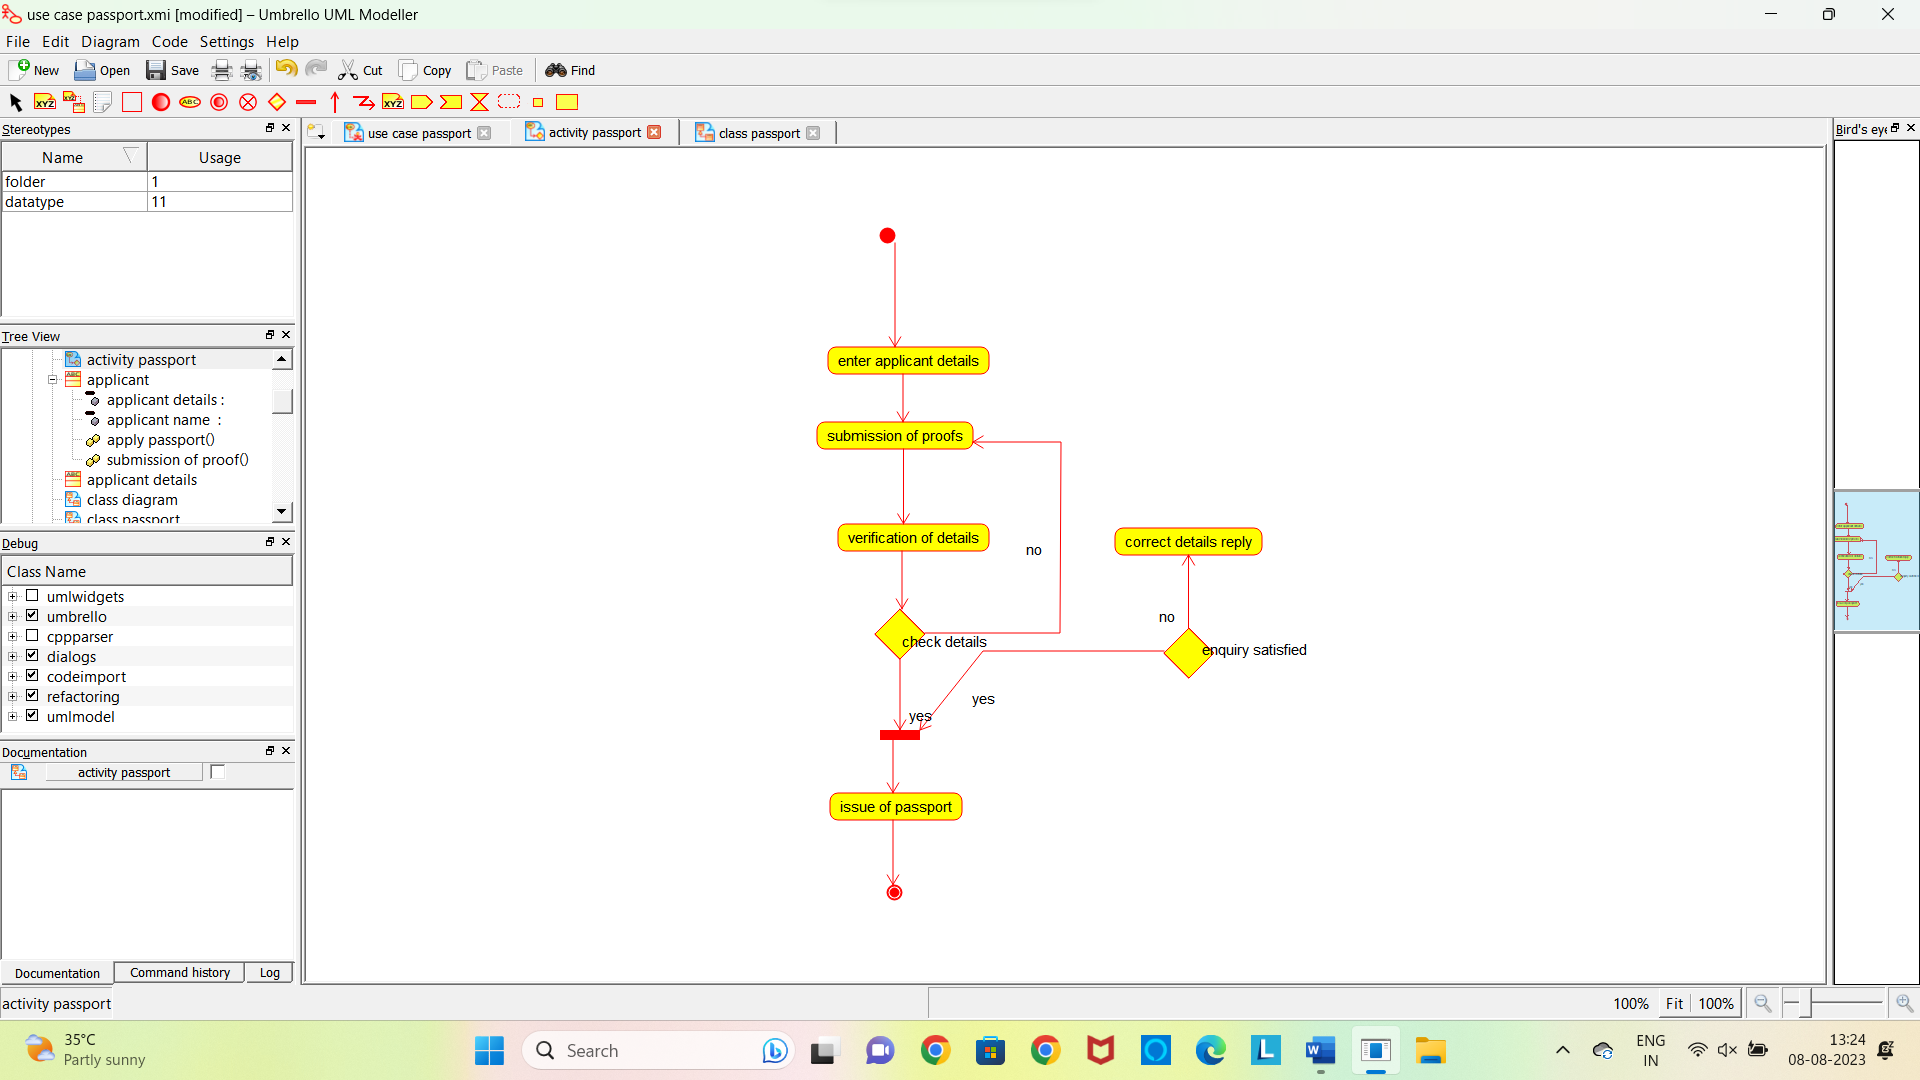 use case passport.xmi [modified] – Umbrello UML Modeller
File Edit Diagram Code Settings Help
New Open Save Cut Copy Paste Find
XYZ XYZ ABC XYZ
Stereotypes
Name Usage
folder 1
datatype 11
Tree View
activity passport
applicant
applicant details :
applicant name :
apply passport()
submission of proof()
applicant details
class diagram
class passport
Debug
Class Name
umlwidgets
umbrello
cppparser
dialogs
codeimport
refactoring
umlmodel
Documentation
activity passport
Documentation Command history Log
use case passport activity passport class passport
Bird's eye
enter applicant details
submission of proofs
verification of details
no
correct details reply
no
check details
enquiry satisfied
yes
yes
issue of passport
activity passport
100% Fit 100%
35°C
Partly sunny
Search
ENG
IN
13:24
08-08-2023